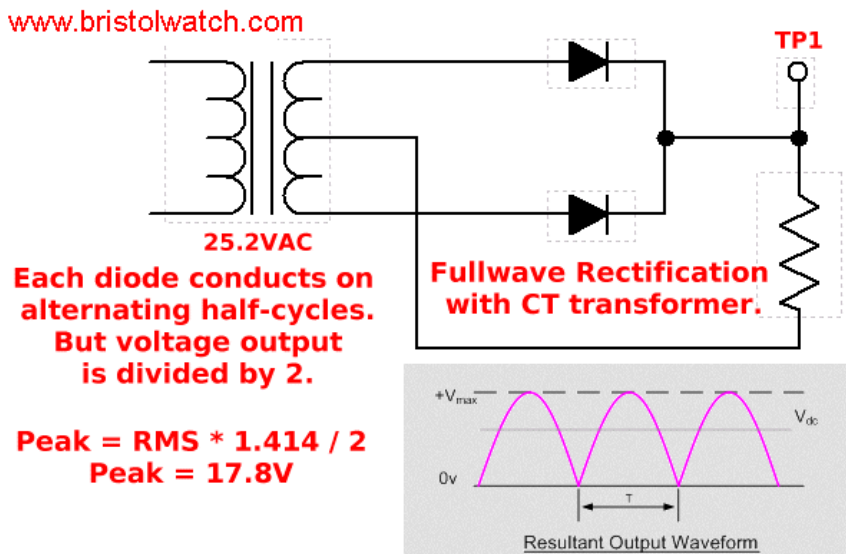 www.bristolwatch.com
TP1
25.2VAC
Each diode conducts on
alternating half-cycles.
But voltage output
is divided by 2.
Peak = RMS * 1.414 / 2
Peak = 17.8V
Fullwave Rectification
with CT transformer.
+Vmax
Vdc
0v
T
Resultant Output Waveform